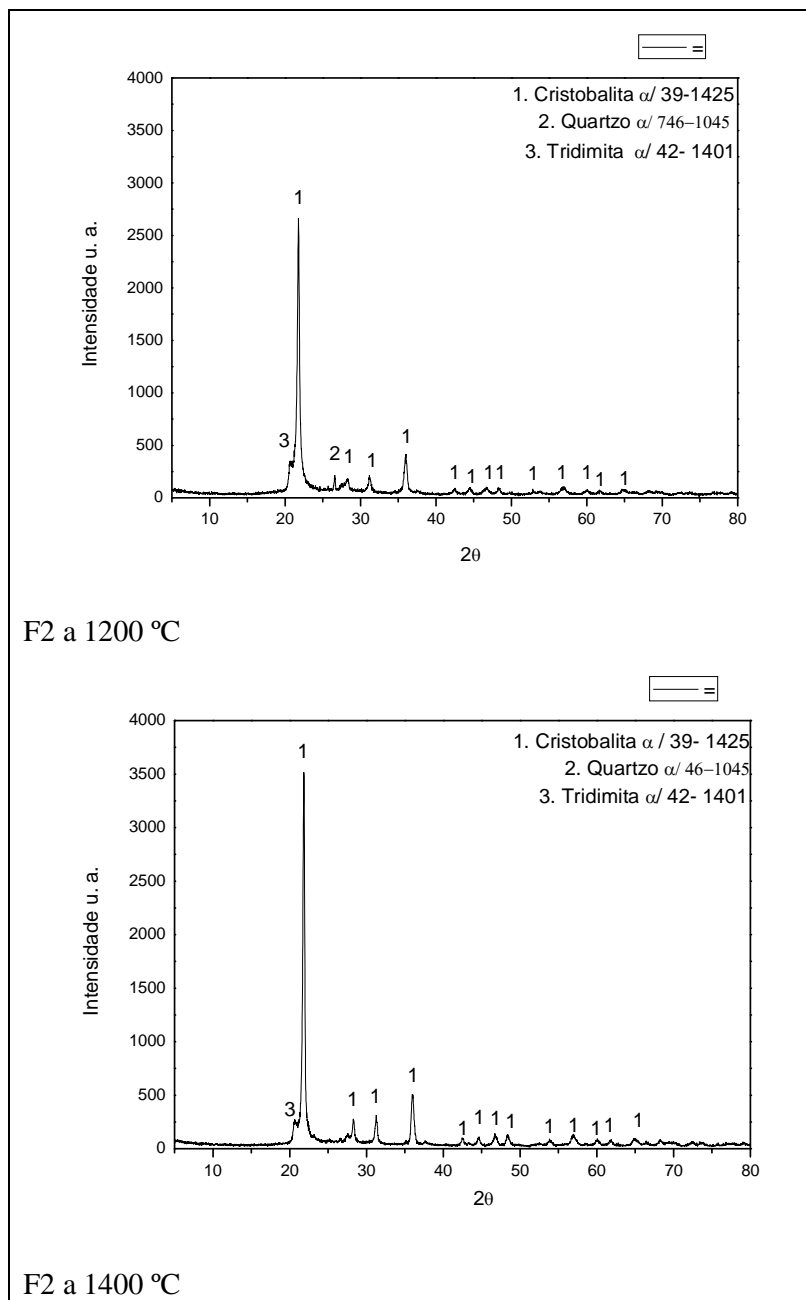 =
4000
1. Cristobalita α/ 39-1425
2. Quartzo α/ 746−1045
3. Tridimita α/ 42- 1401
3500
3000
2500
2000
1500
1000
500
0
Intensidade u. a.
1
3
2 1 1 1 1 1 11 1 1 1 1 1
10 20 30 40 50 60 70 80
2θ
F2 a 1200 ºC
=
4000
1. Cristobalita α / 39- 1425
2. Quartzo α/ 46−1045
3. Tridimita α/ 42- 1401
3500
3000
2500
2000
1500
1000
500
0
Intensidade u. a.
1
3
1 1 1 1 1 1 1 1 1 1 1 1
10 20 30 40 50 60 70 80
2θ
F2 a 1400 ºC